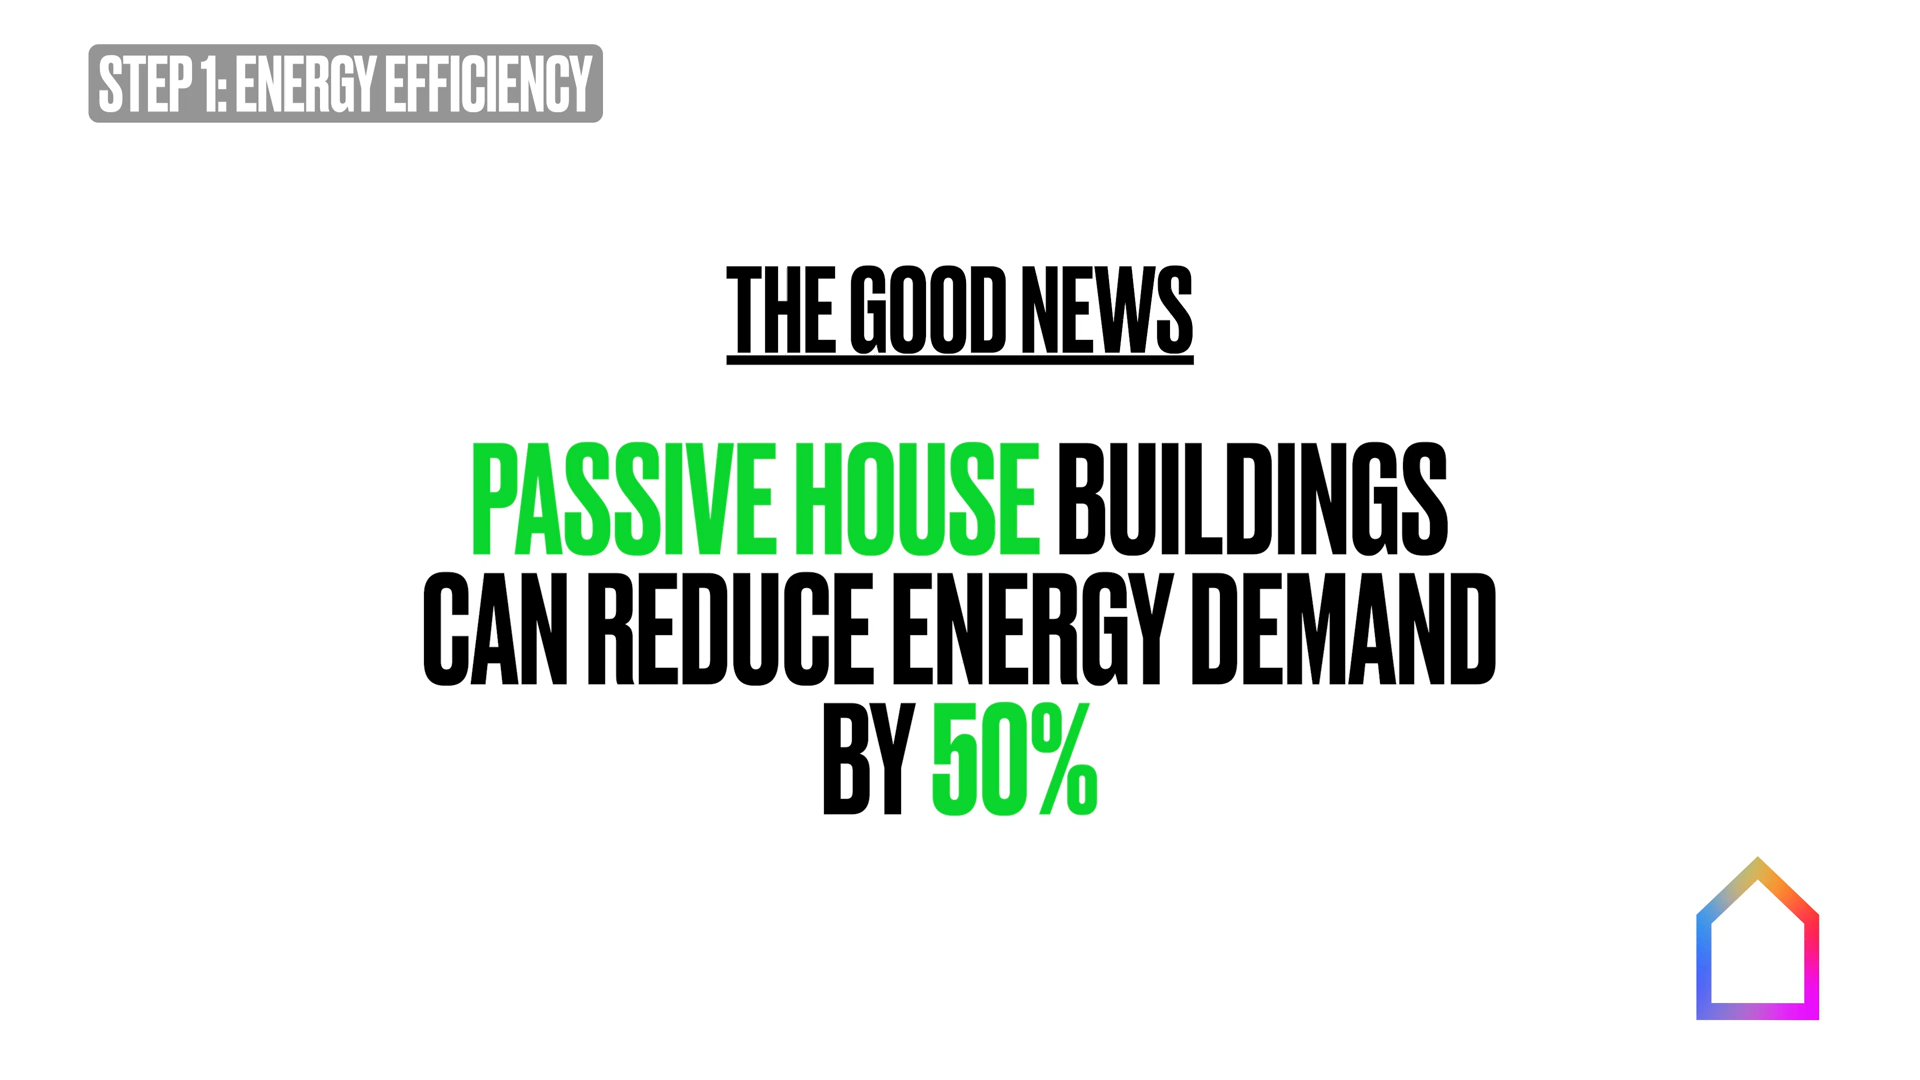 STEP 1: ENERGY EFFICIENCY
THE GOOD NEWS
PASSIVE HOUSE BUILDINGS
CAN REDUCE ENERGY DEMAND
BY 50%